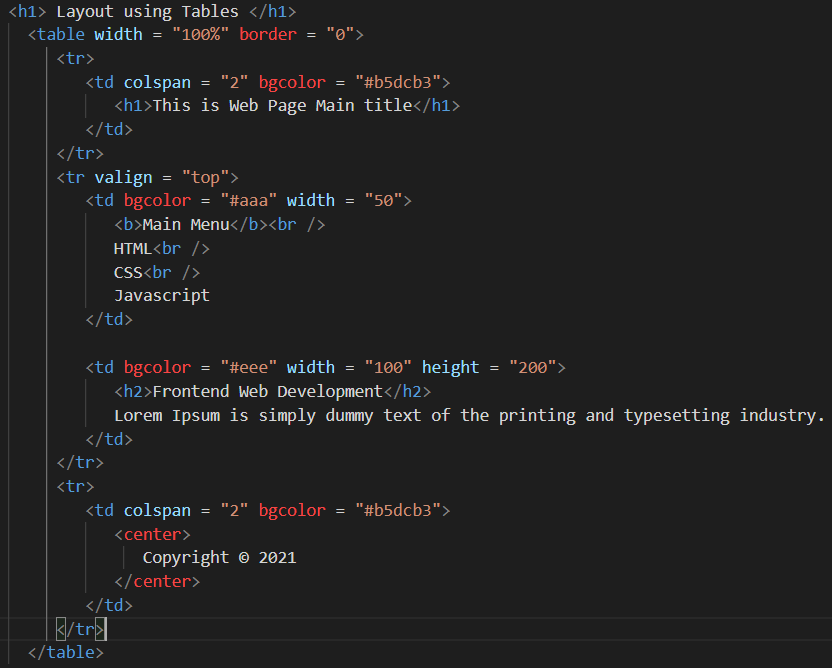 <h1> Layout using Tables </h1>
<table width = "100%" border = "0">
<tr>
<td colspan = "2" bgcolor = "#b5dcb3">
<h1>This is Web Page Main title</h1>
</td>
</tr>
<tr valign = "top">
<td bgcolor = "#aaa" width = "50">
<b>Main Menu</b><br />
HTML<br />
CSS<br />
Javascript
</td>
<td bgcolor = "#eee" width = "100" height = "200">
<h2>Frontend Web Development</h2>
Lorem Ipsum is simply dummy text of the printing and typesetting industry.
</td>
</tr>
<tr>
<td colspan = "2" bgcolor = "#b5dcb3">
<center>
Copyright © 2021
</center>
</td>
</tr>
</table>